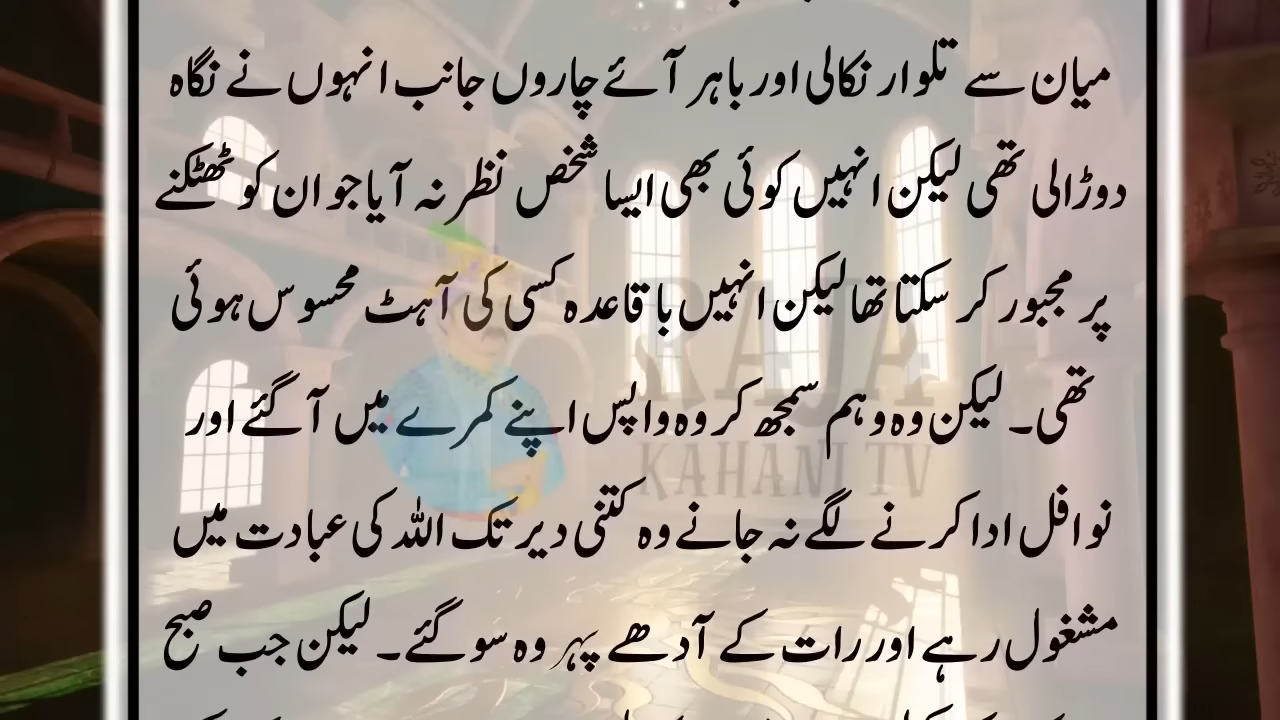 میان سے تلوار نکالی اور باہر آئے چاروں جانب انہوں نے نگاہ
دوڑالی تھی لیکن انہیں کوئی بھی ایسا شخص نظر نہ آیا جو ان کو ٹھٹکنے
پر مجبور کر سکتا تھا لیکن انہیں باقاعدہ کسی کی آہٹ محسوس ہوئی
تھی۔ لیکن وہ وہم سمجھ کر وہ واپس اپنے کمرے میں آگئے اور
نوافل ادا کرنے لگے نہ جانے وہ کتنی دیر تک اللہ کی عبادت میں
مشغول رہے اور رات کے آدھے پہر وہ سو گئے۔ لیکن جب صبح
RAJA
KAHANI TV